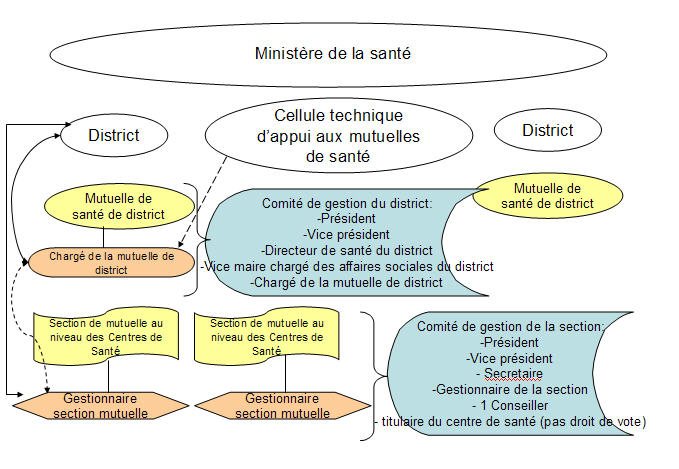 Ministère de la santé
District
Cellule technique
d'appui aux mutuelles
de santé
District
Mutuelle de
santé de district
Mutuelle de
santé de district
Comité de gestion du district:
-Président
-Vice président
-Directeur de santé du district
-Vice maire chargé des affaires sociales du district
-Chargé de la mutuelle de district
Chargé de la mutuelle de
district
Section de mutuelle au
niveau des Centres de
Santé
Section de mutuelle au
niveau des Centres de
Santé
Comité de gestion de la section:
-Président
-Vice président
- Secretaire
-Gestionnaire de la section
- 1 Conseiller
- titulaire du centre de santé (pas droit de vote)
Gestionnaire
section mutuelle
Gestionnaire
section mutuelle